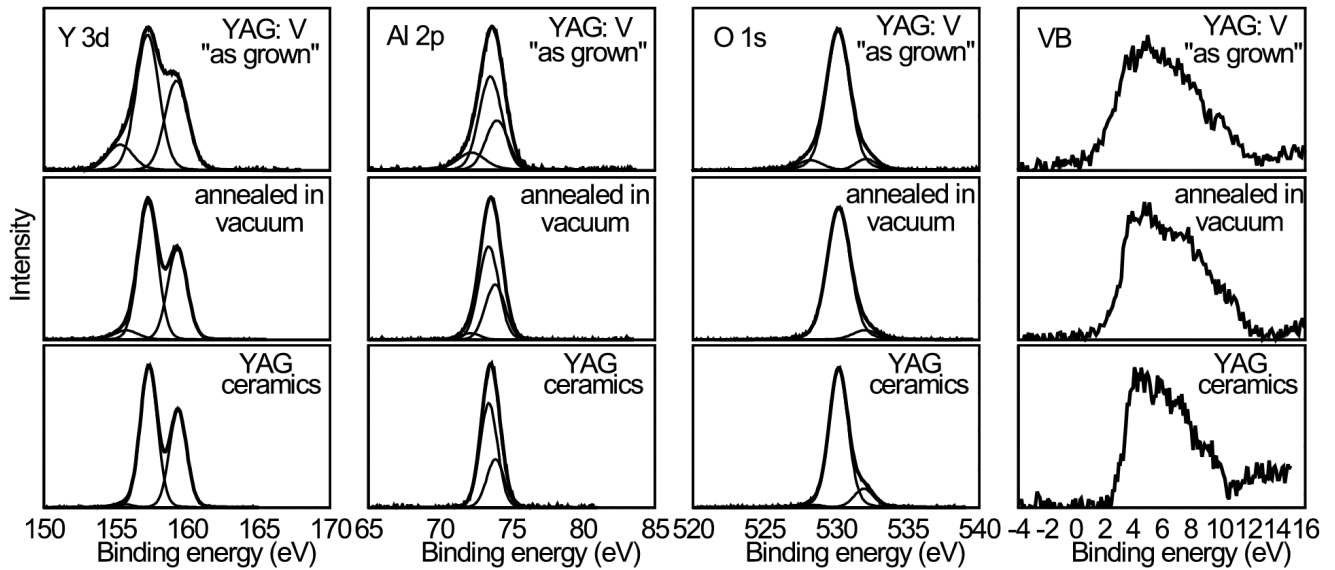 Y 3d
YAG: V
"as grown"
Al 2p
YAG: V
"as grown"
O 1s
YAG: V
"as grown"
VB
YAG: V
"as grown"
annealed in
vacuum
annealed in
vacuum
annealed in
vacuum
annealed in
vacuum
Intensity
YAG
ceramics
YAG
ceramics
YAG
ceramics
YAG
ceramics
150 155 160 165 170
65 70 75 80 85
520 525 530 535 540
-4 -2 0 2 4 6 8 10 12 14 16
Binding energy (eV)
Binding energy (eV)
Binding energy (eV)
Binding energy (eV)